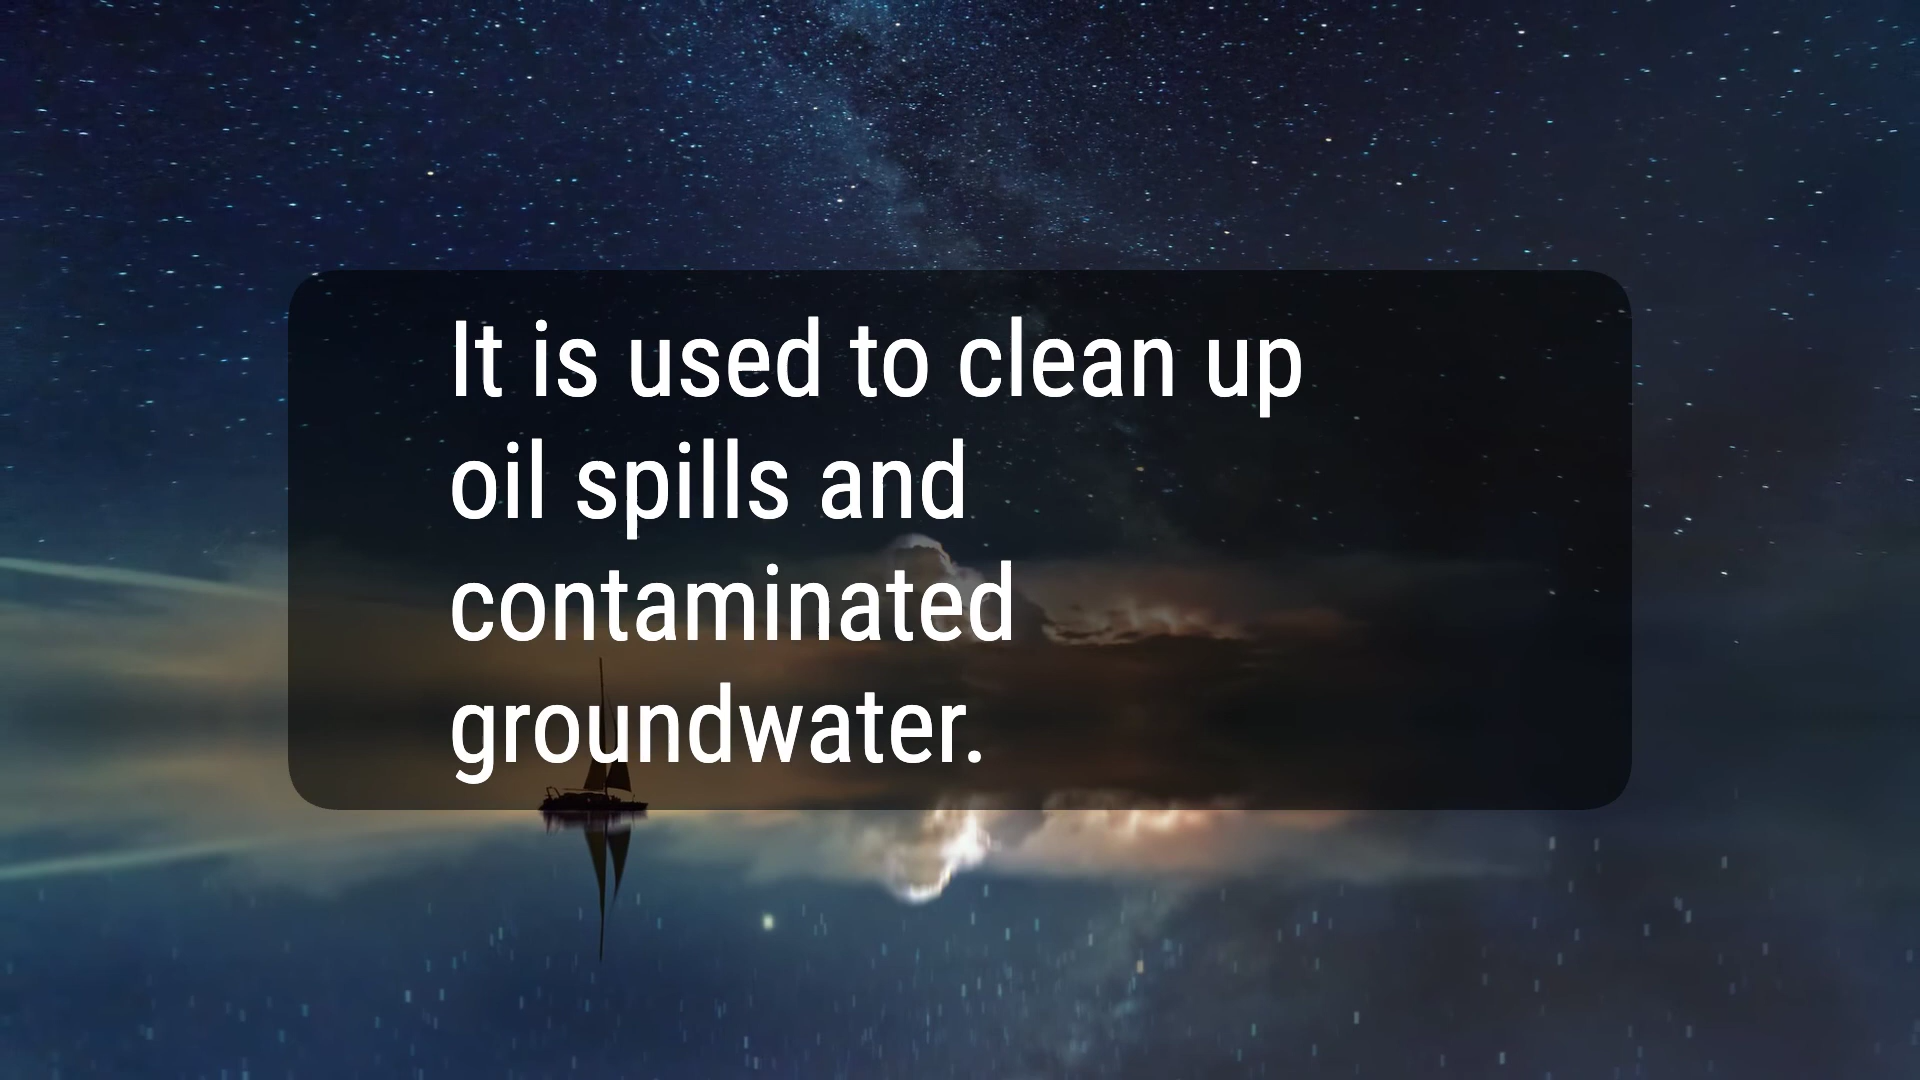 It is used to clean up
oil spills and
contaminated
groundwater.